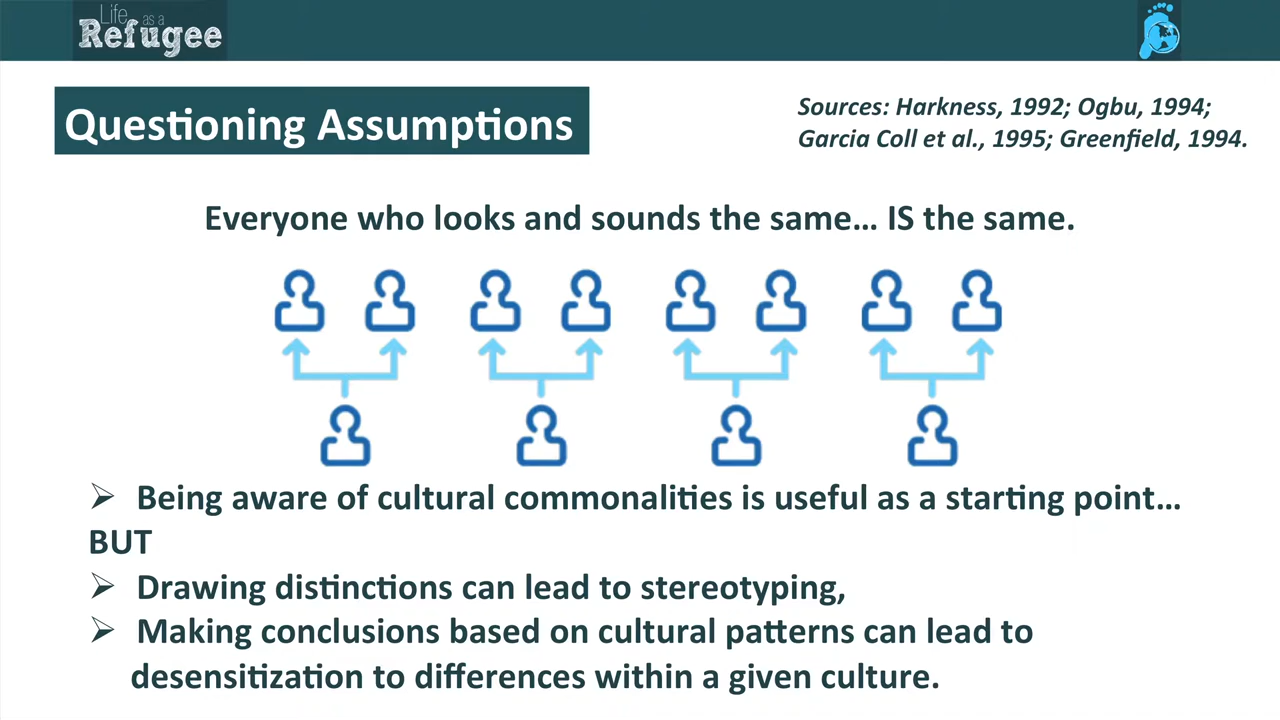 Life as a
Refugee
Questioning Assumptions
Sources: Harkness, 1992; Ogbu, 1994;
Garcia Coll et al., 1995; Greenfield, 1994.
Everyone who looks and sounds the same… IS the same.
➢ Being aware of cultural commonalities is useful as a starting point…
BUT
➢ Drawing distinctions can lead to stereotyping,
➢ Making conclusions based on cultural patterns can lead to
desensitization to differences within a given culture.